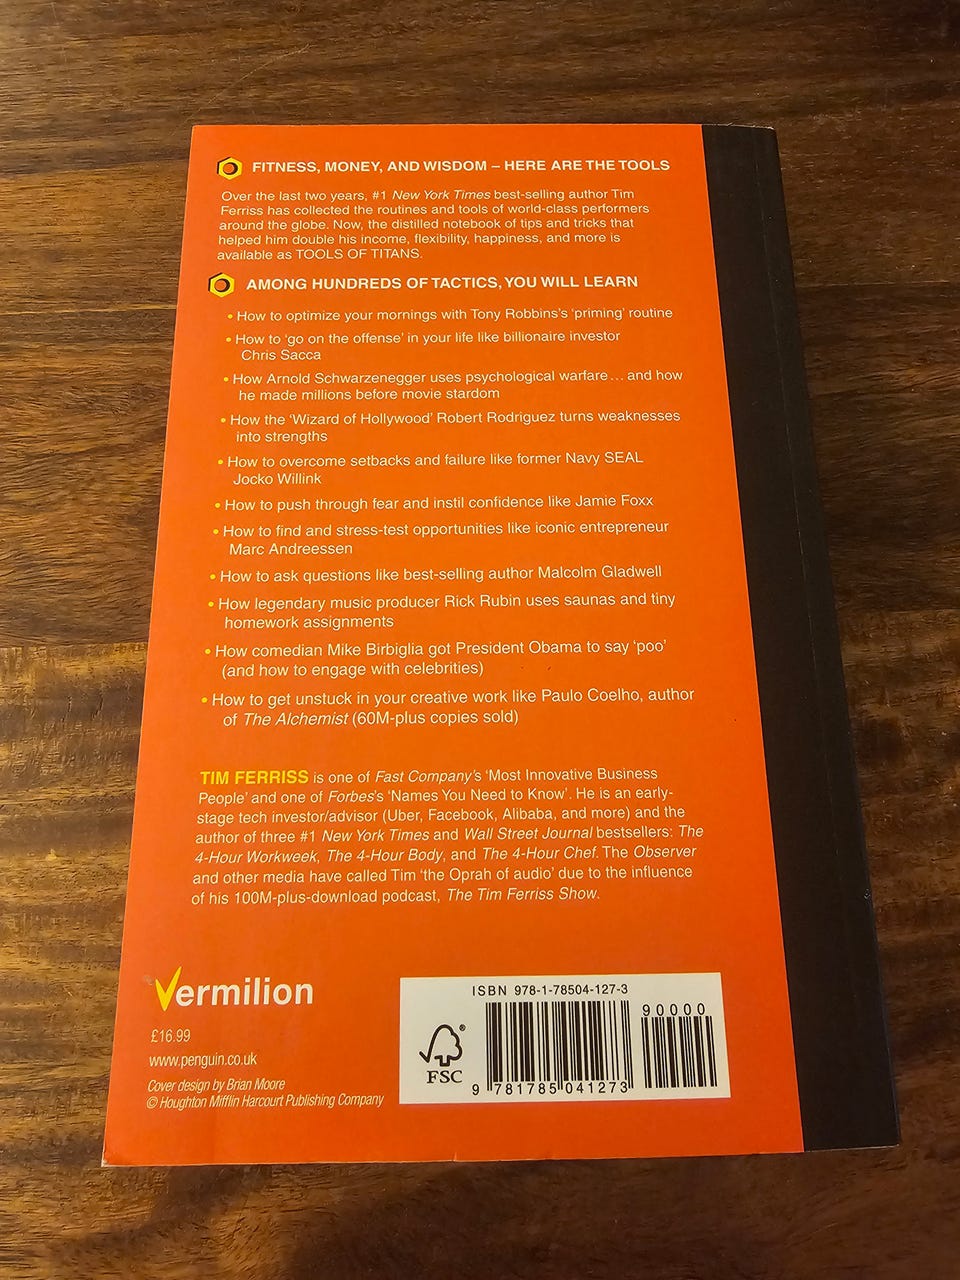 FITNESS, MONEY, AND WISDOM – HERE ARE THE TOOLS
Over the last two years, #1 New York Times best-selling author Tim
Ferriss has collected the routines and tools of world-class performers
around the globe. Now, the distilled notebook of tips and tricks that
helped him double his income, flexibility, happiness, and more is
available as TOOLS OF TITANS.
AMONG HUNDREDS OF TACTICS, YOU WILL LEARN
• How to optimize your mornings with Tony Robbins's 'priming' routine
• How to 'go on the offense' in your life like billionaire investor
Chris Sacca
• How Arnold Schwarzenegger uses psychological warfare... and how
he made millions before movie stardom
• How the 'Wizard of Hollywood' Robert Rodriguez turns weaknesses
into strengths
• How to overcome setbacks and failure like former Navy SEAL
Jocko Willink
• How to push through fear and instil confidence like Jamie Foxx
• How to find and stress-test opportunities like iconic entrepreneur
Marc Andreessen
• How to ask questions like best-selling author Malcolm Gladwell
• How legendary music producer Rick Rubin uses saunas and tiny
homework assignments
• How comedian Mike Birbiglia got President Obama to say 'poo'
(and how to engage with celebrities)
• How to get unstuck in your creative work like Paulo Coelho, author
of The Alchemist (60M-plus copies sold)
TIM FERRISS is one of Fast Company's 'Most Innovative Business
People' and one of Forbes's 'Names You Need to Know'. He is an early-
stage tech investor/advisor (Uber, Facebook, Alibaba, and more) and the
author of three #1 New York Times and Wall Street Journal bestsellers: The
4-Hour Workweek, The 4-Hour Body, and The 4-Hour Chef. The Observer
and other media have called Tim 'the Oprah of audio' due to the influence
of his 100M-plus-download podcast, The Tim Ferriss Show.
Vermilion
£16.99
www.penguin.co.uk
Cover design by Brian Moore
© Houghton Mifflin Harcourt Publishing Company
ISBN 978-1-78504-127-3
90000
FSC
9 781785 041273